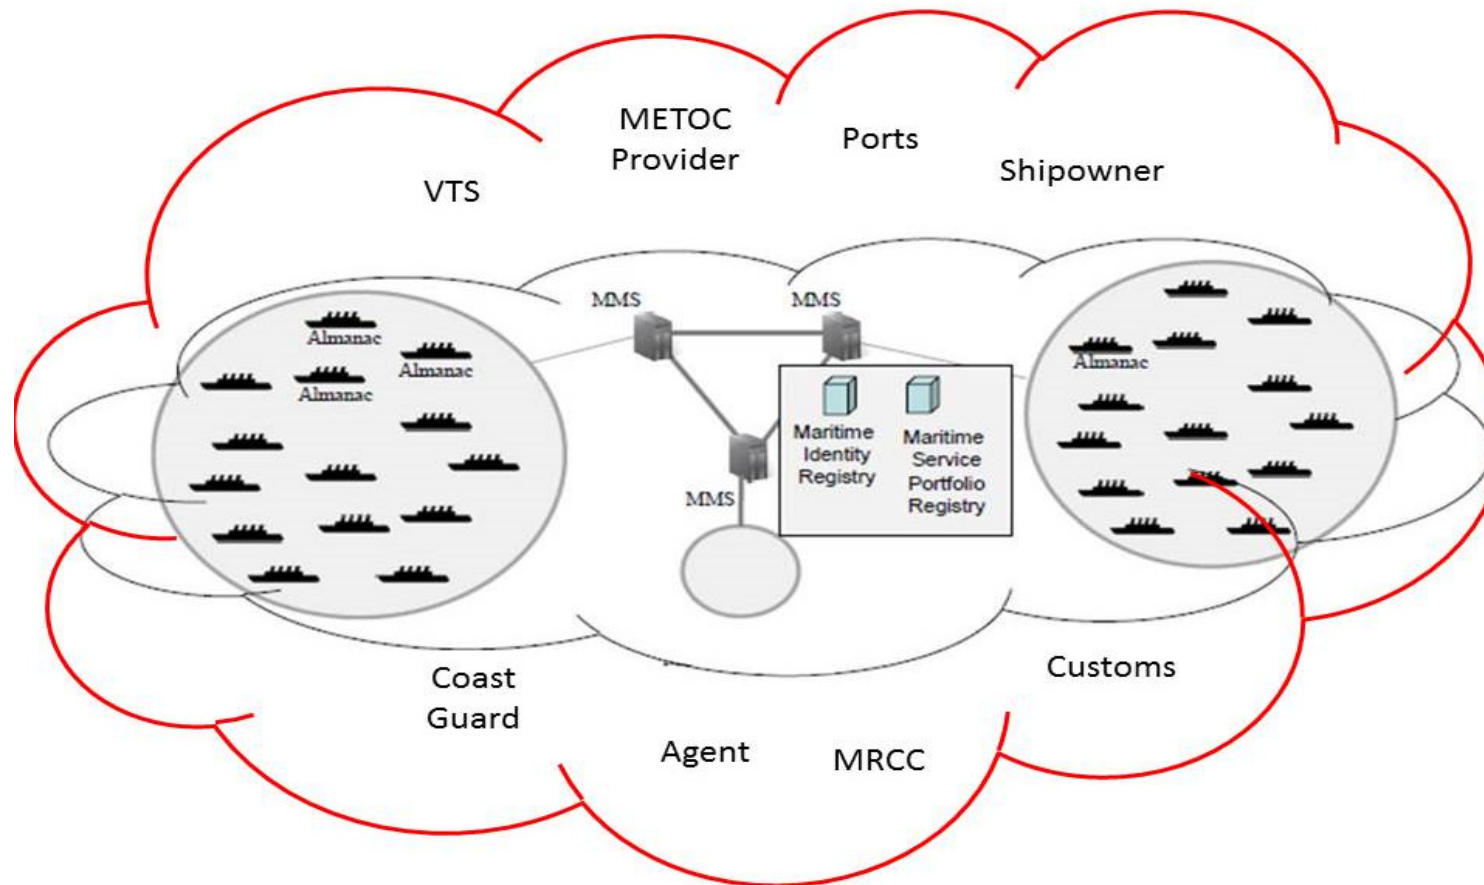 METOC
Provider
Ports
Shipowner
VTS
MMS
MMS
Almanac
Almanac
Almanac
Almanac
Maritime
Identity
Registry
Maritime
Service
Portfolio
Registry
MMS
Coast
Guard
Customs
Agent
MRCC